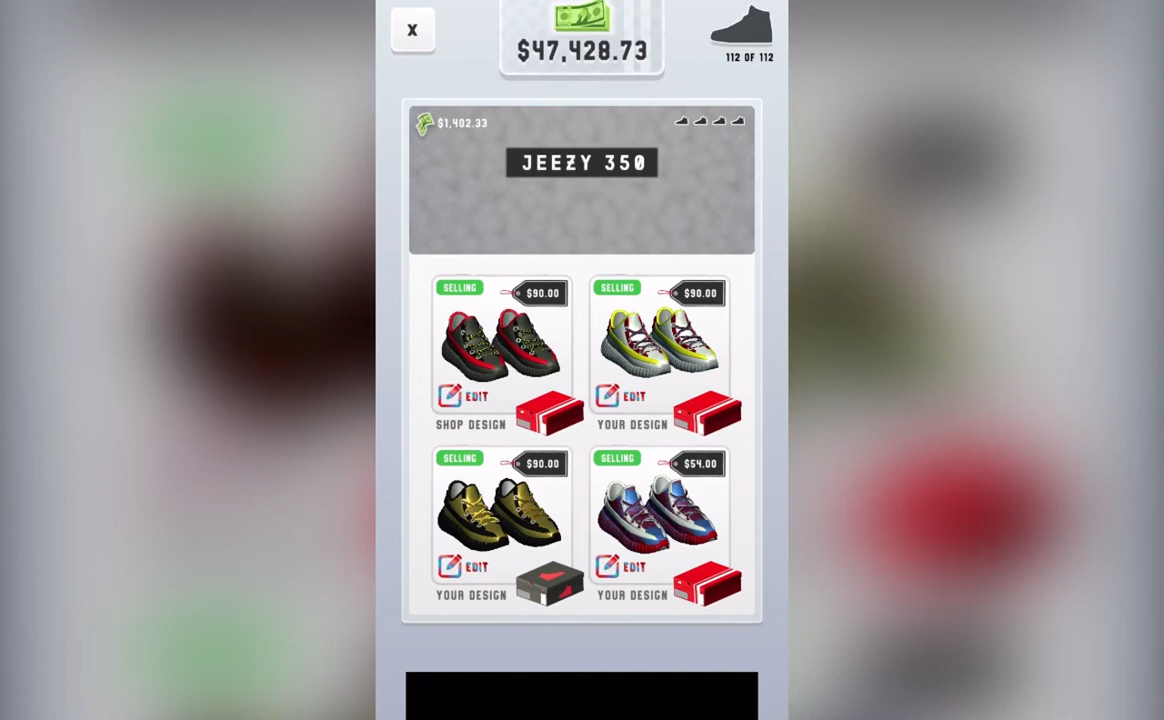 X
$47,428.73
112 OF 112
$1,402.33
JEEZY 350
SELLING
$90.00
SELLING
$90.00
EDIT
EDIT
SHOP DESIGN
YOUR DESIGN
SELLING
$90.00
SELLING
$54.00
EDIT
EDIT
YOUR DESIGN
YOUR DESIGN